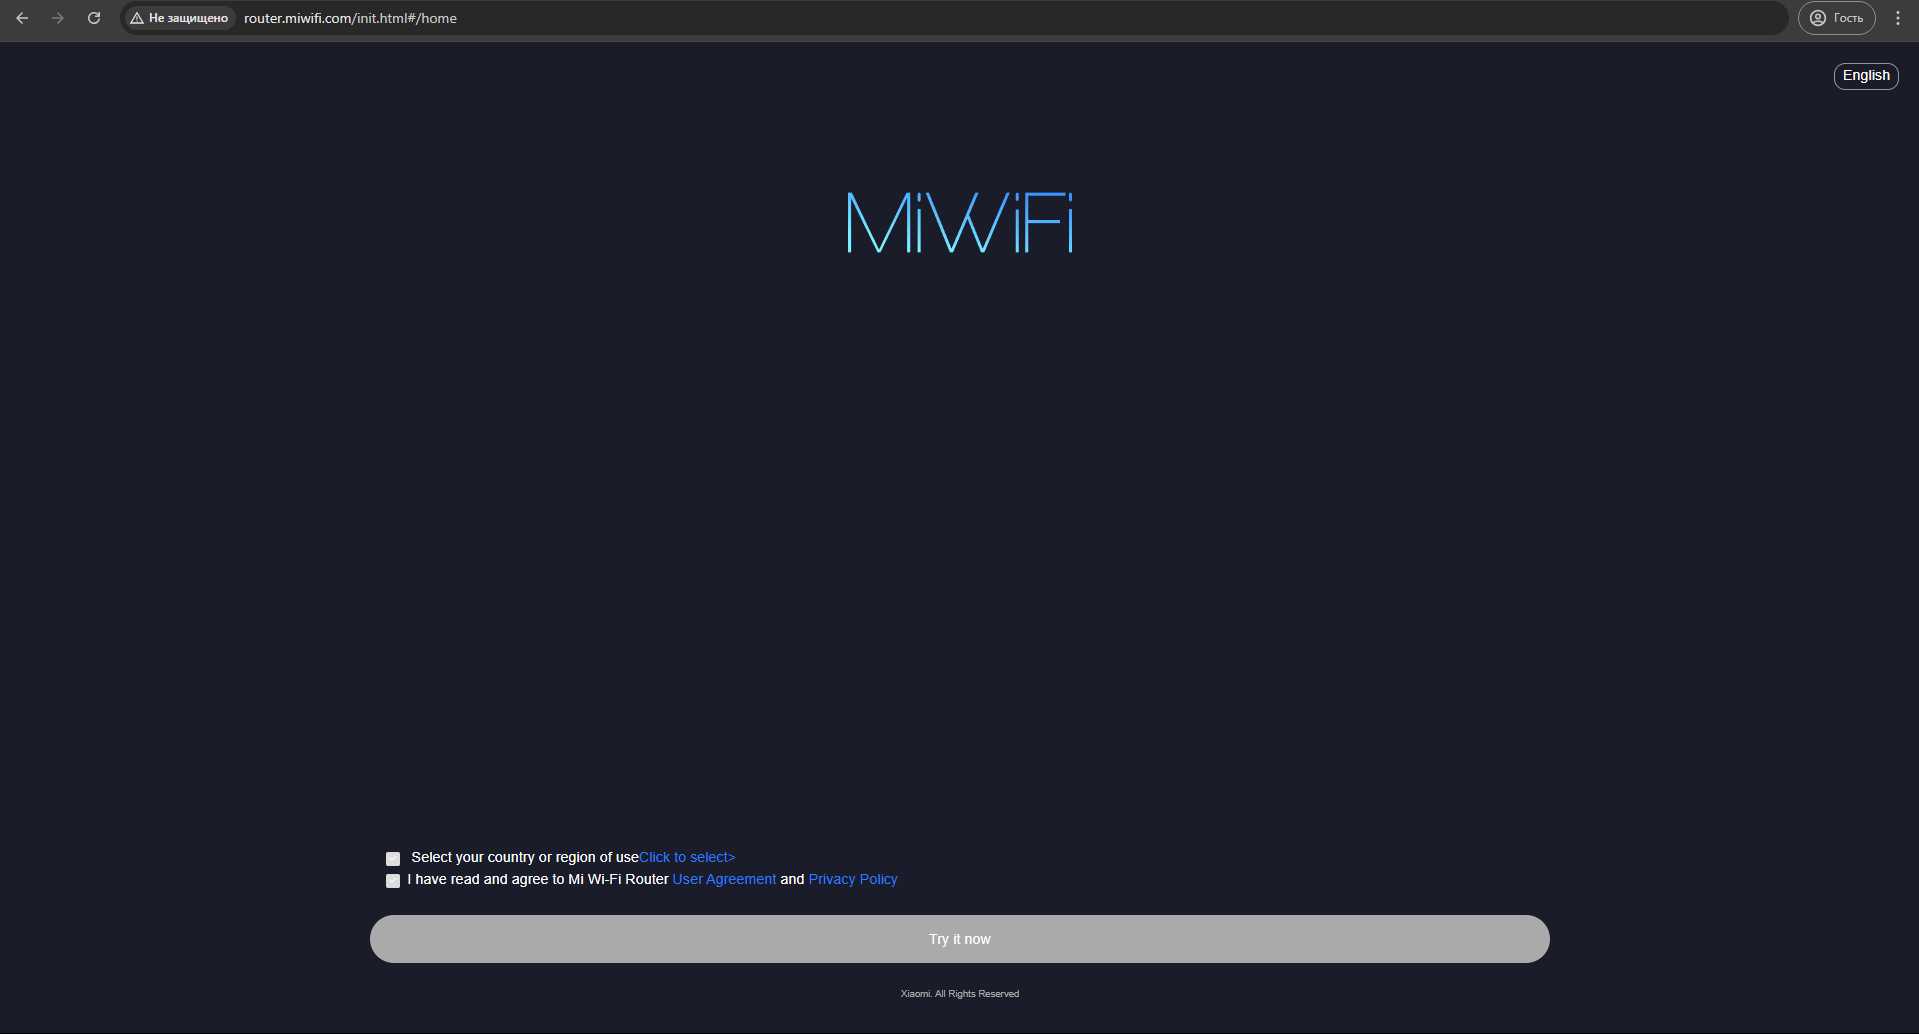 Не защищено router.miwifi.com/init.html#/home Гость
English
MiWiFi
Select your country or region of useClick to select>
I have read and agree to Mi Wi-Fi Router User Agreement and Privacy Policy
Try it now
Xiaomi. All Rights Reserved